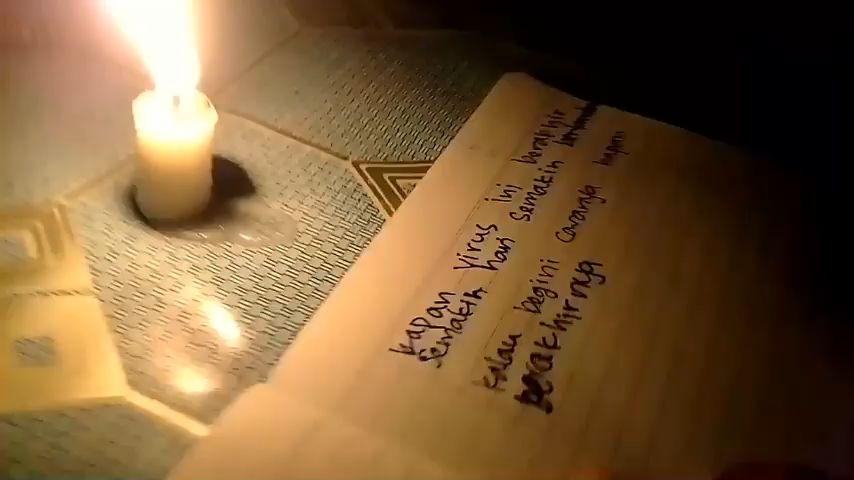 kapan virus ini berakhir
semakin hari semakin
kalau begini caranya kapan
berakhirnya